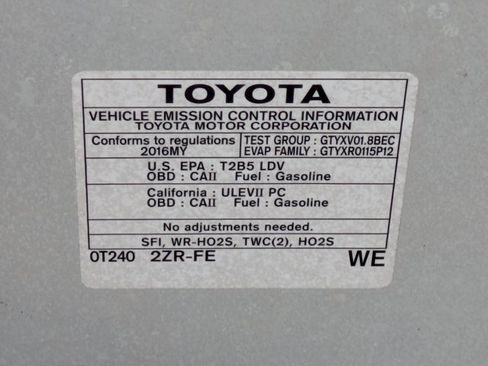 TOYOTA
VEHICLE EMISSION CONTROL INFORMATION
TOYOTA MOTOR CORPORATION
Conforms to regulations
2016MY
TEST GROUP : GTYXV01.8BEC
EVAP FAMILY : GTYXR0115P12
U.S. EPA : T2B5 LDV
OBD : CAII Fuel : Gasoline
California : ULEVII PC
OBD : CAII Fuel : Gasoline
No adjustments needed.
SFI, WR-HO2S, TWC(2), HO2S
0T240 2ZR-FE WE